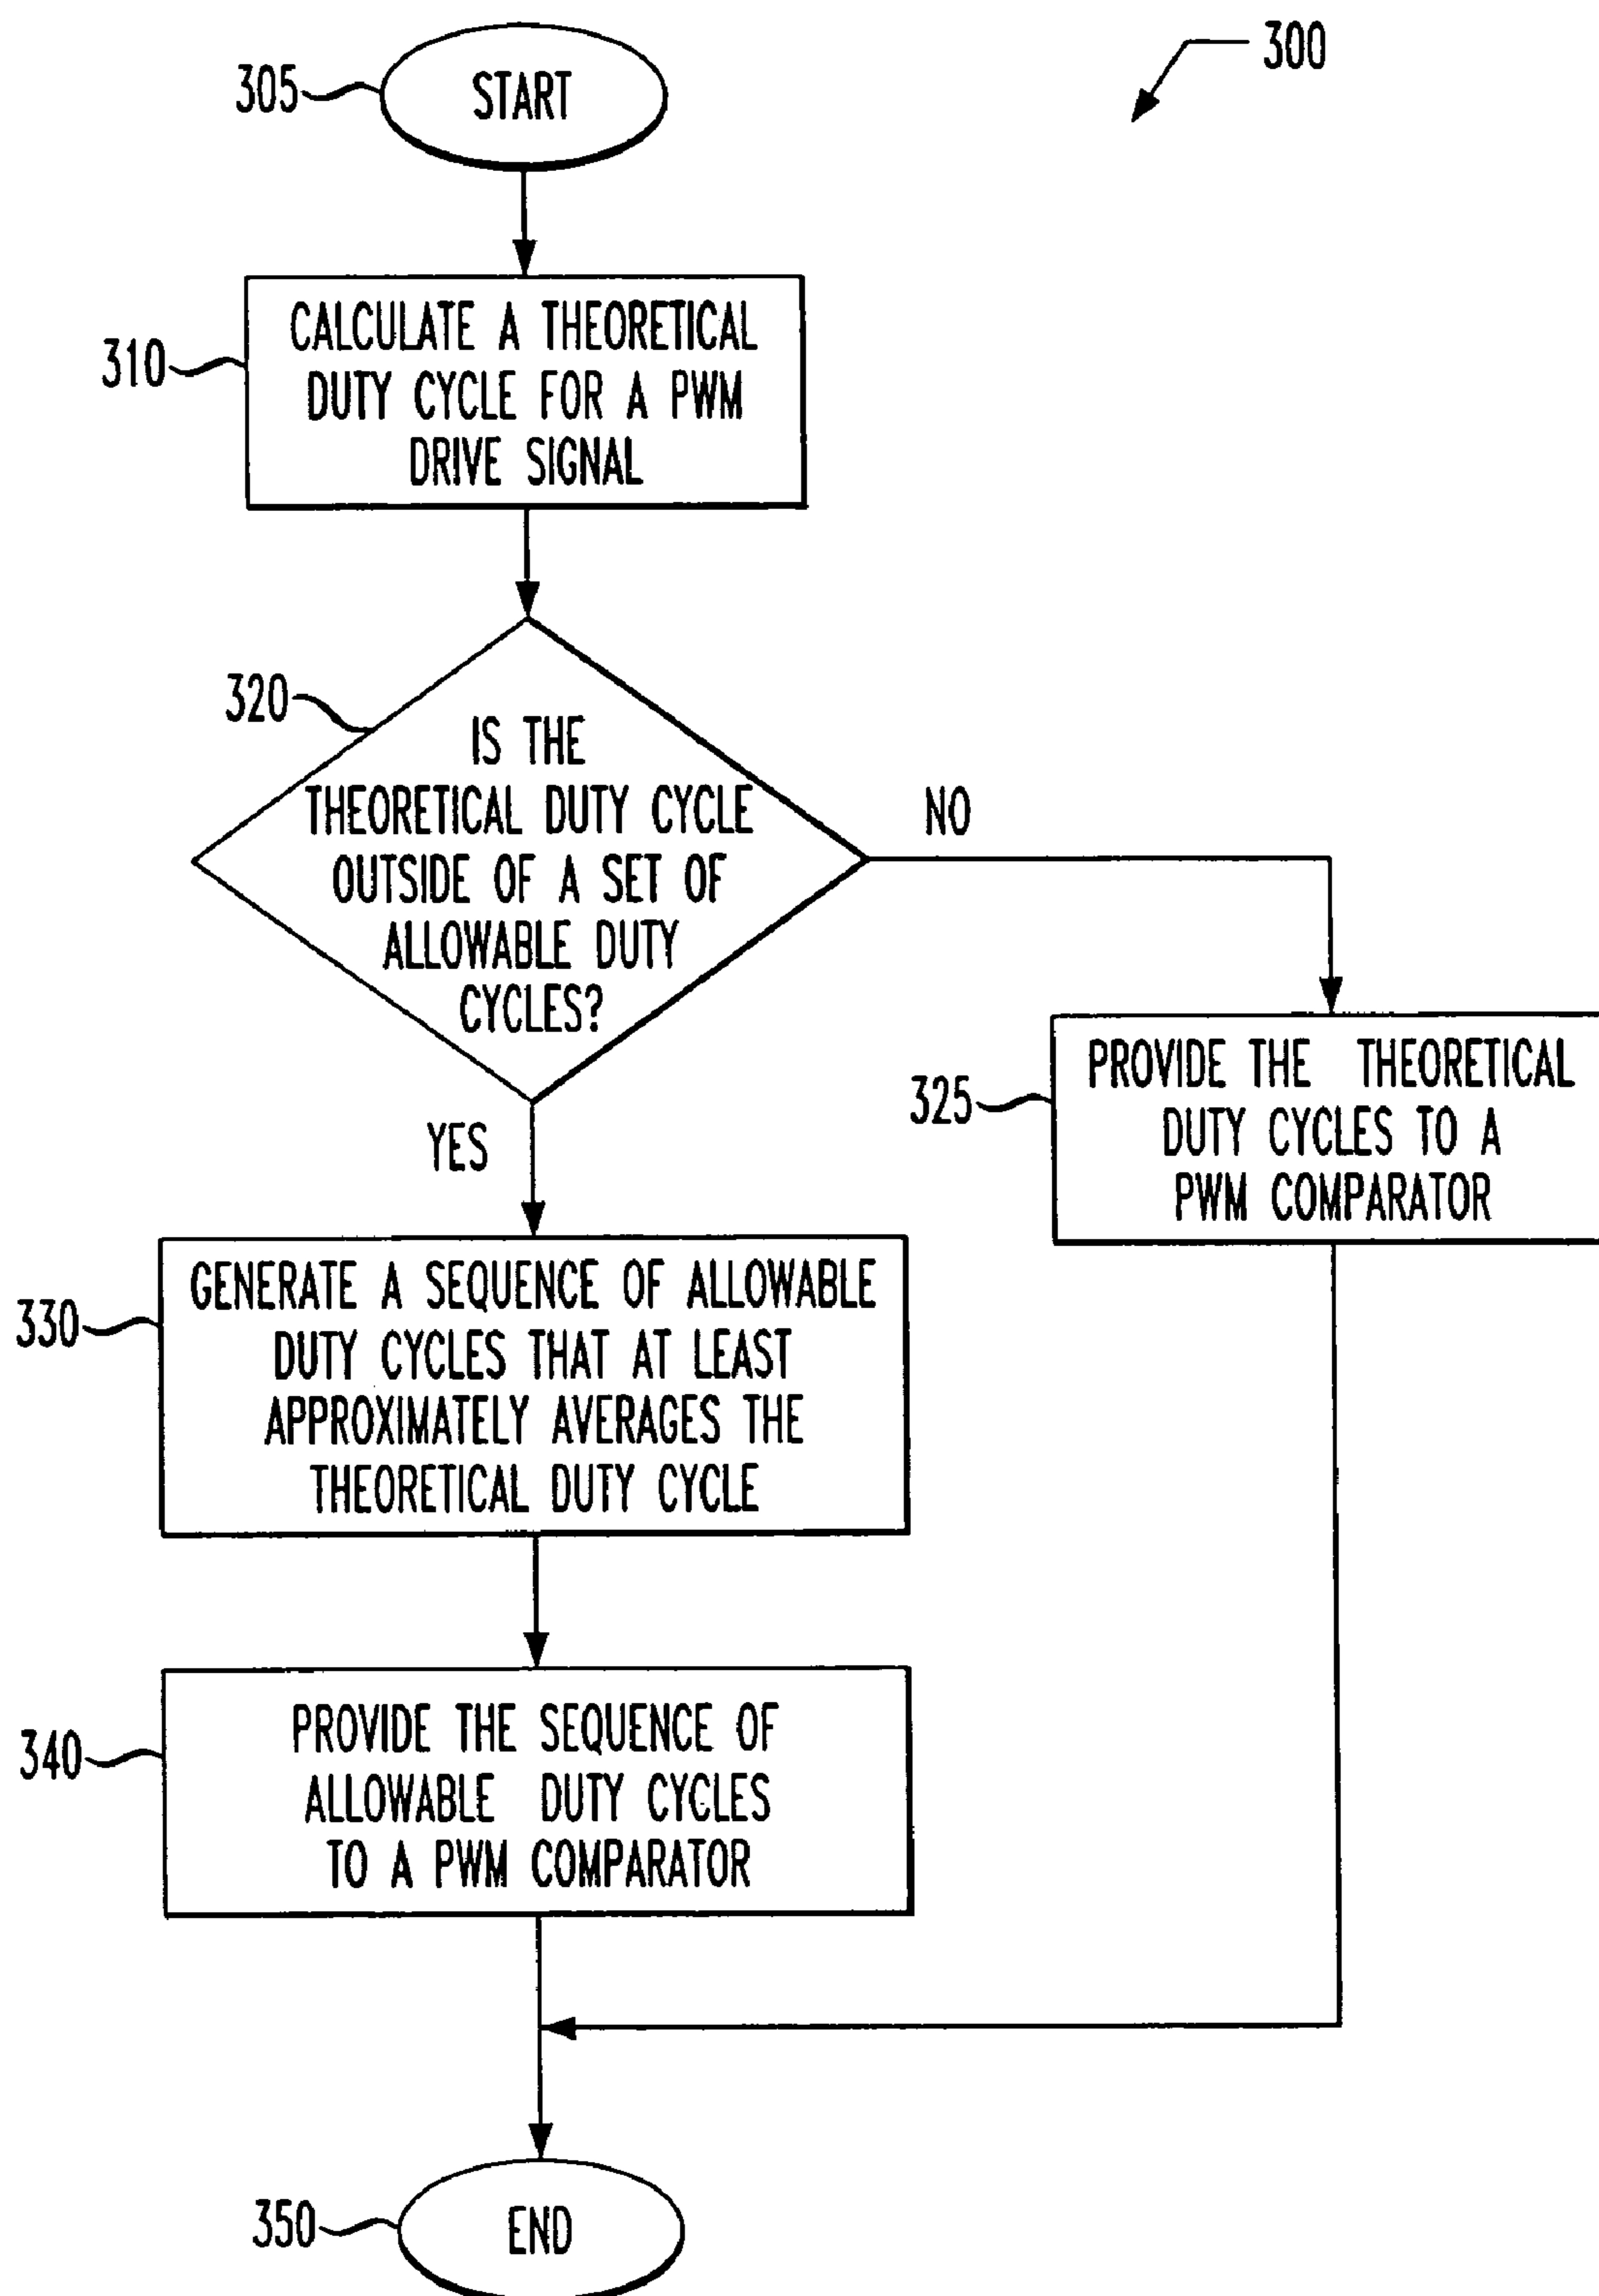 300
305
START
310
CALCULATE A THEORETICAL
DUTY CYCLE FOR A PWM
DRIVE SIGNAL
320
IS THE
THEORETICAL DUTY CYCLE
OUTSIDE OF A SET OF
ALLOWABLE DUTY
CYCLES?
NO
YES
325
PROVIDE THE THEORETICAL
DUTY CYCLES TO A
PWM COMPARATOR
330
GENERATE A SEQUENCE OF ALLOWABLE
DUTY CYCLES THAT AT LEAST
APPROXIMATELY AVERAGES THE
THEORETICAL DUTY CYCLE
340
PROVIDE THE SEQUENCE OF
ALLOWABLE DUTY CYCLES
TO A PWM COMPARATOR
350
END